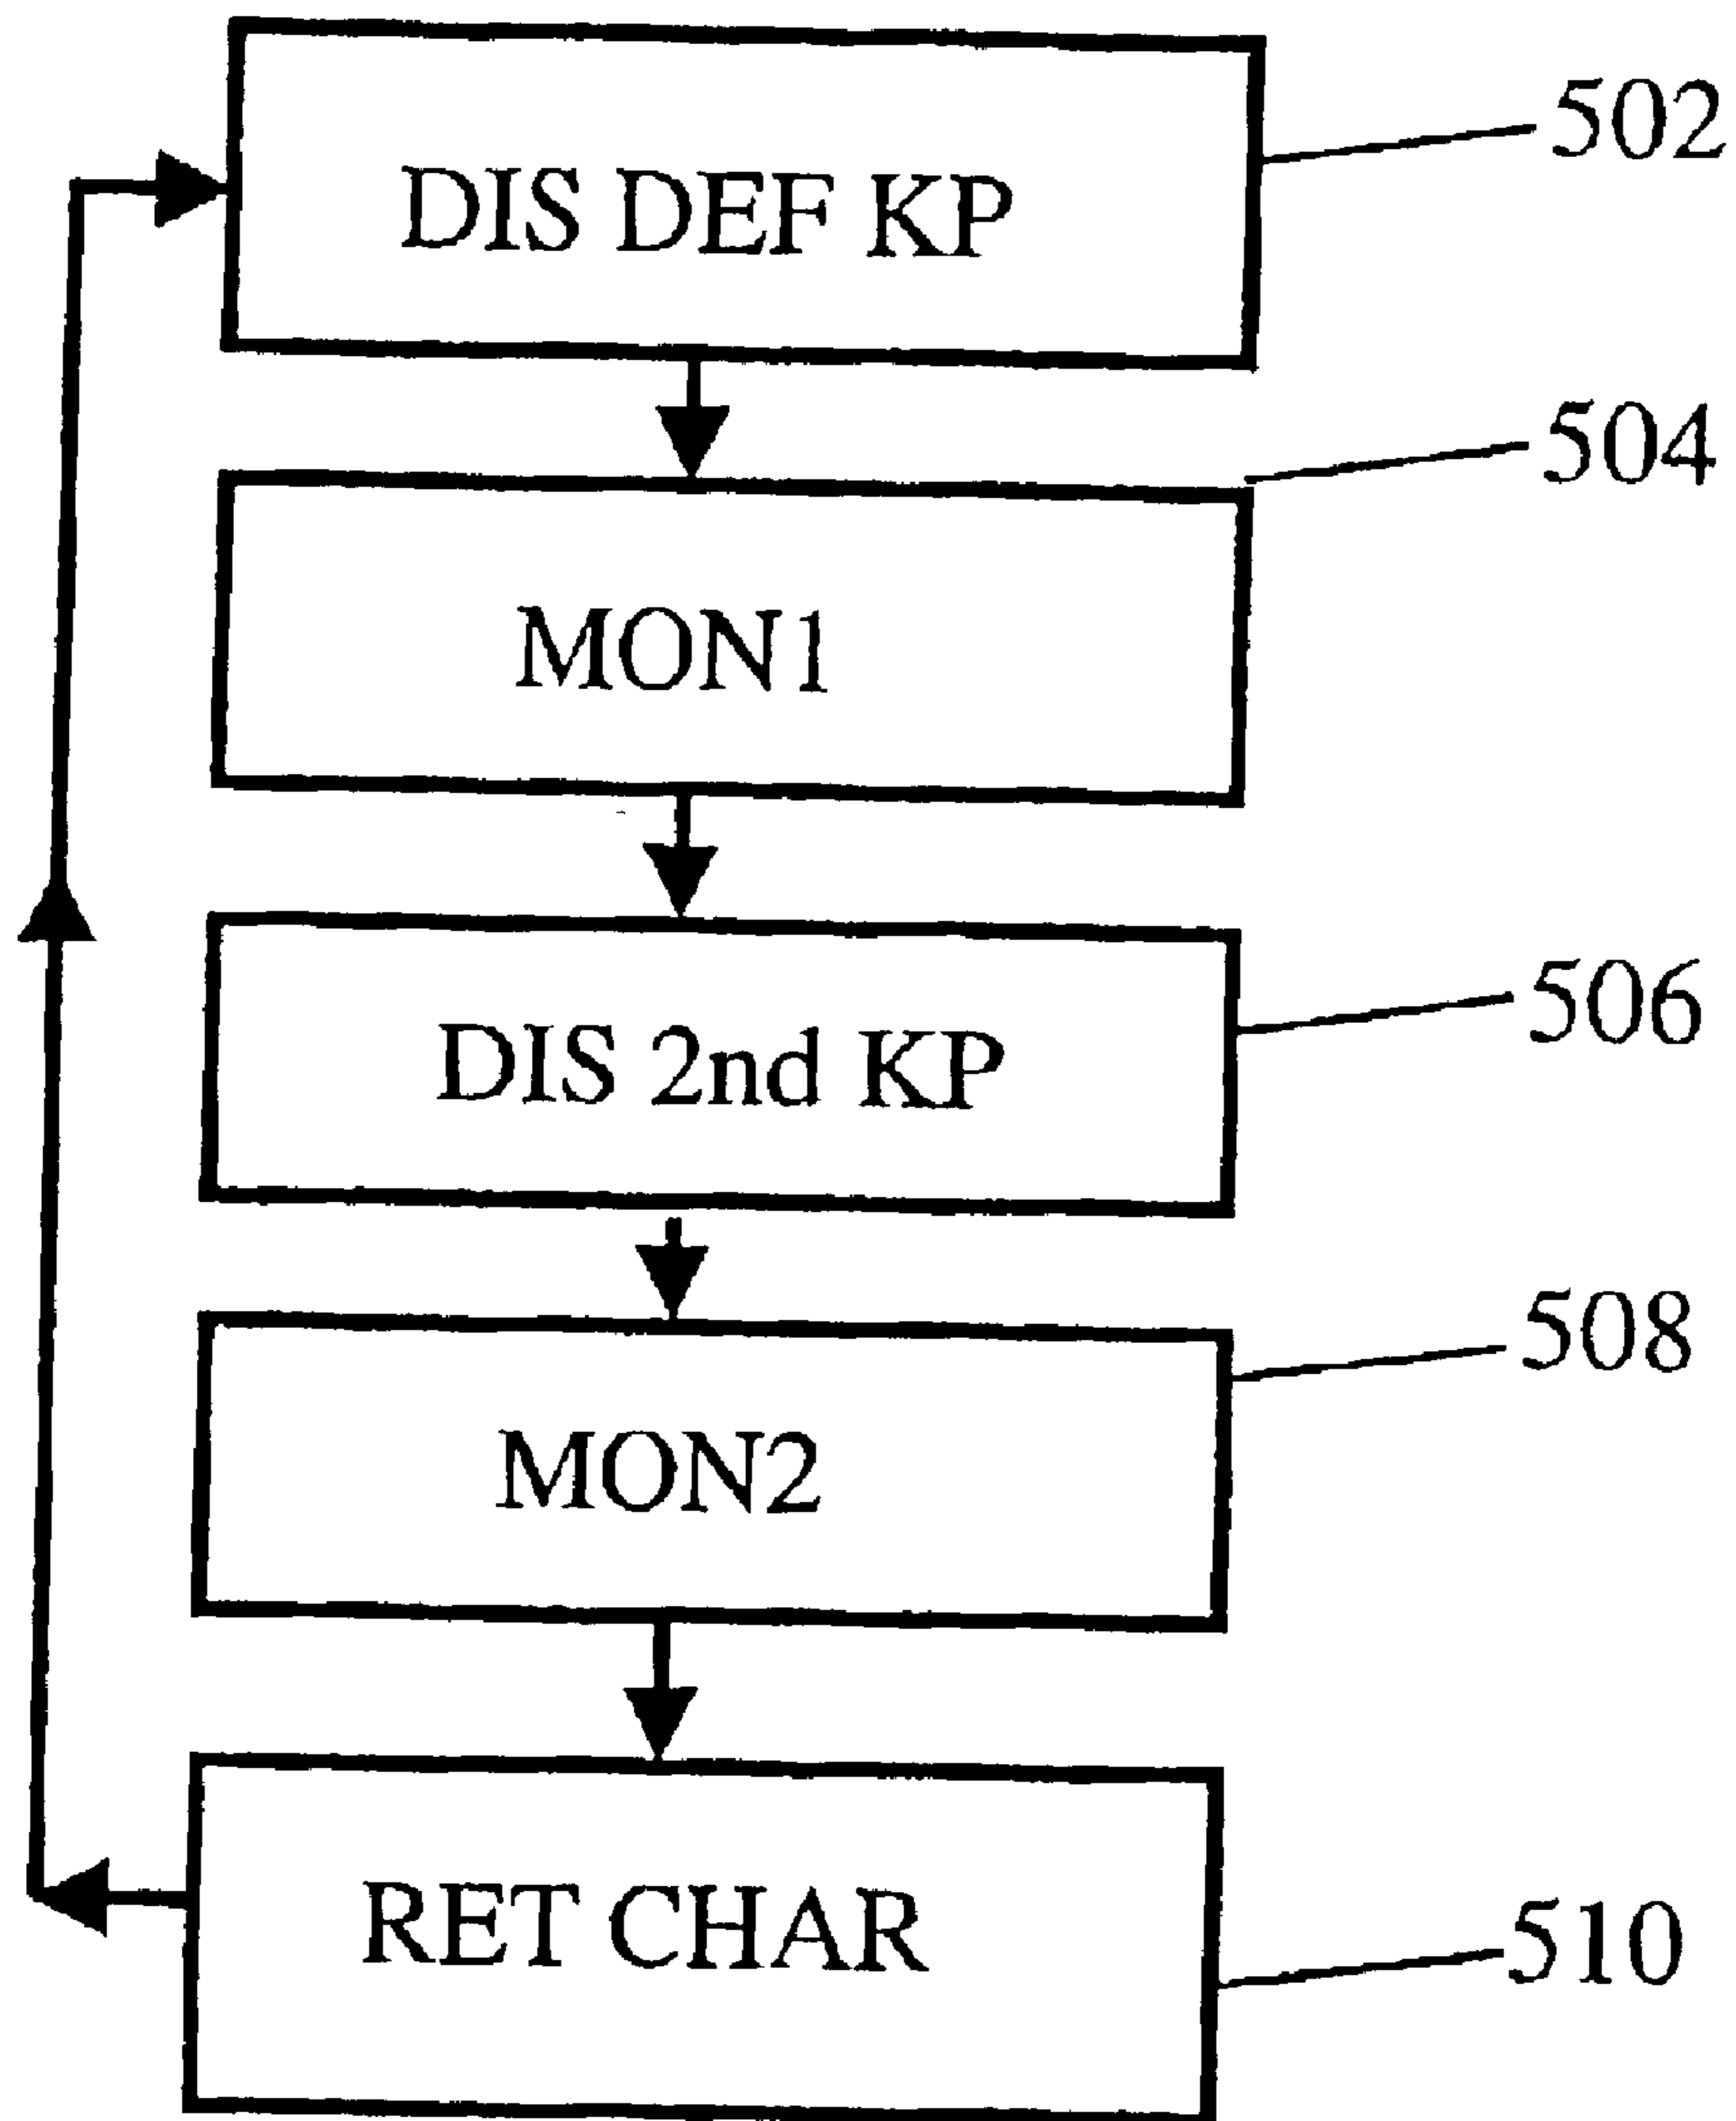 502
DIS DEF KP
504
MON1
506
DIS 2nd KP
508
MON2
RET CHAR
510